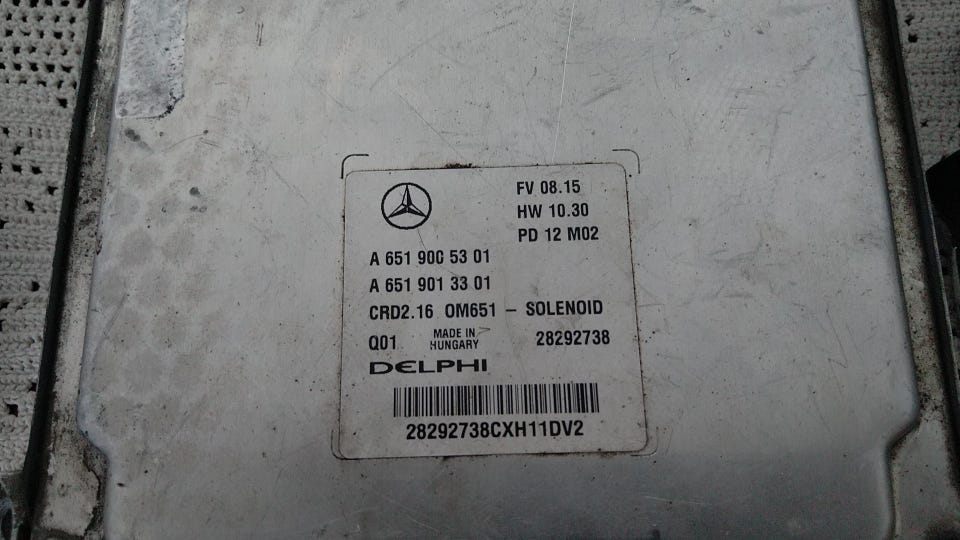 FV 08.15
HW 10.30
PD 12 M02
A 651 900 53 01
A 651 901 33 01
CRD2.16 OM651 – SOLENOID
Q01 MADE IN HUNGARY 28292738
DELPHI
28292738CXH11DV2